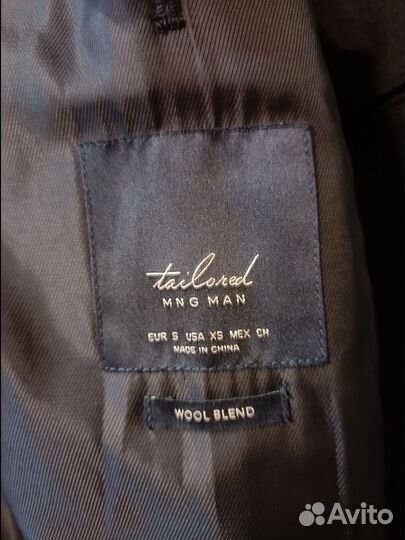 tailored
MNG MAN
EUR S USA XS MEX CH
MADE IN CHINA
WOOL BLEND
Avito